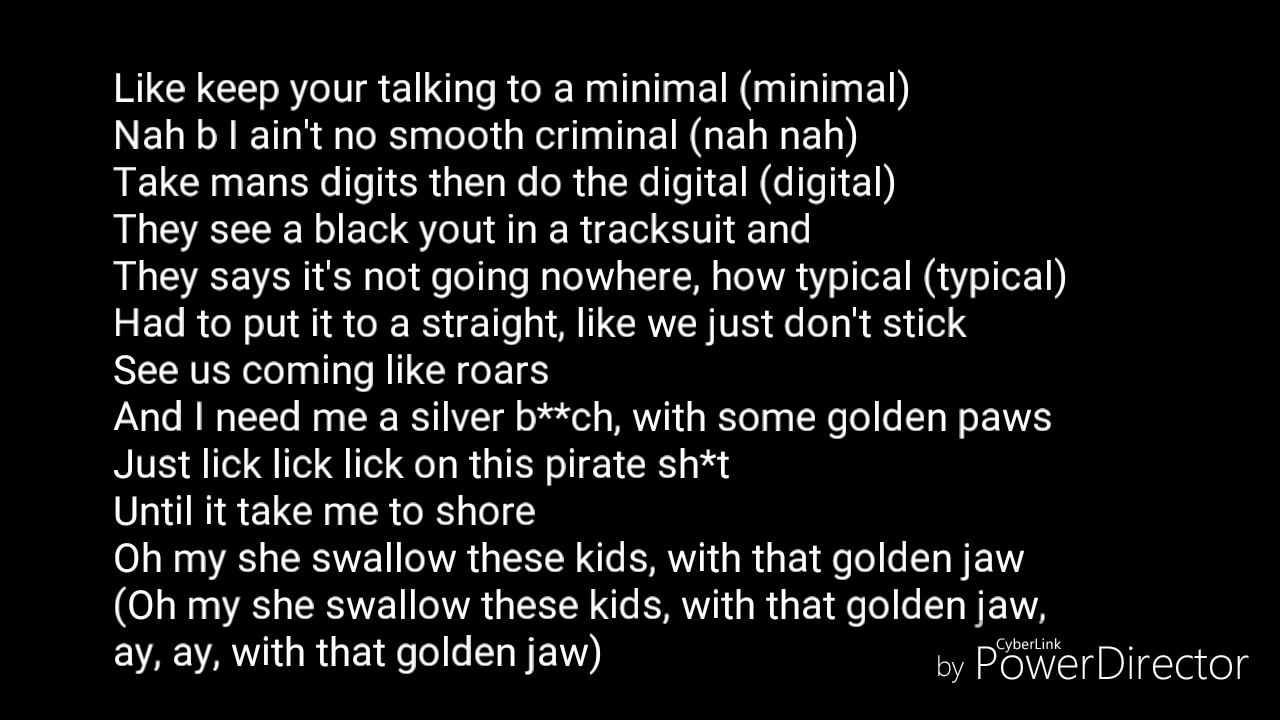 Like keep your talking to a minimal (minimal)
Nah b I ain't no smooth criminal (nah nah)
Take mans digits then do the digital (digital)
They see a black yout in a tracksuit and
They says it's not going nowhere, how typical (typical)
Had to put it to a straight, like we just don't stick
See us coming like roars
And I need me a silver b**ch, with some golden paws
Just lick lick lick on this pirate sh*t
Until it take me to shore
Oh my she swallow these kids, with that golden jaw
(Oh my she swallow these kids, with that golden jaw,
ay, ay, with that golden jaw)
CyberLink
by PowerDirector